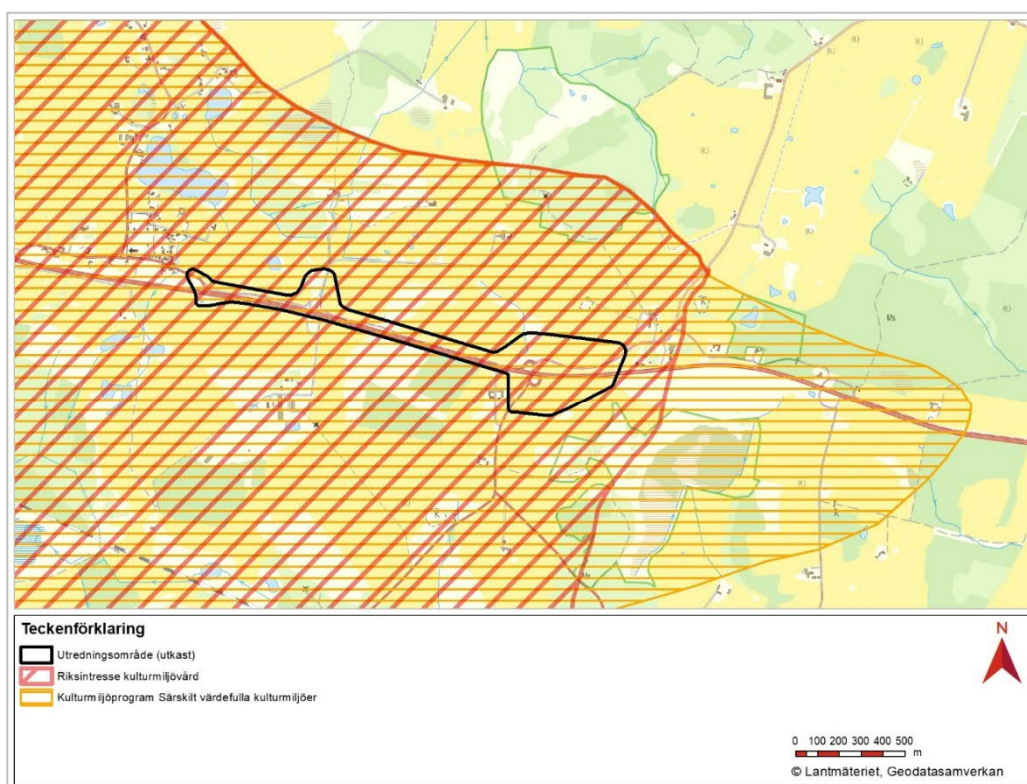 Teckenförklaring
Utredningsområde (utkast)
Riksintresse kulturmiljövård
Kulturmiljöprogram Särskilt värdefulla kulturmiljöer
N
0 100 200 300 400 500
m
© Lantmäteriet, Geodatasamverkan